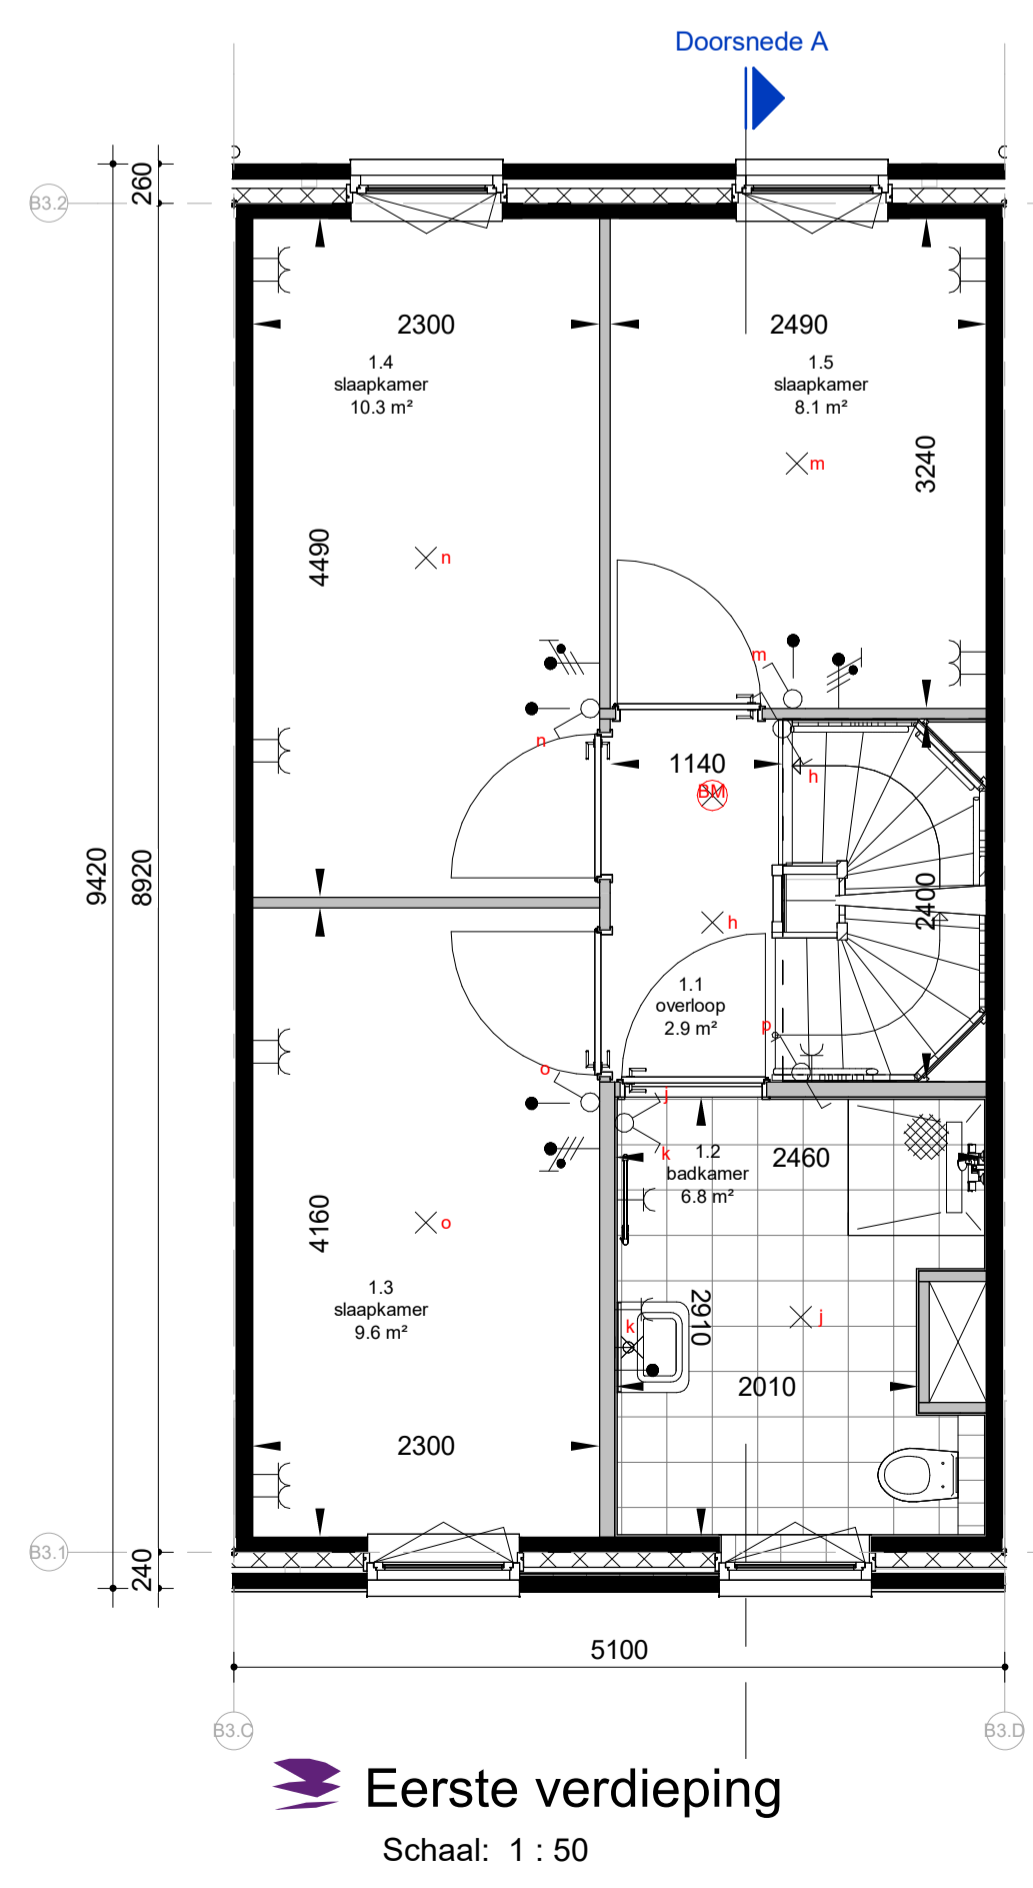 Doorsnede A
260
B3.2
2300
2490
1.4
slaapkamer
10.3 m²
1.5
slaapkamer
8.1 m²
3240
m
4490
n
m
n
1140
h
BM
9420
8920
2400
h
1.1
overloop
2.9 m²
p
o
j
k
1.2
badkamer
6.8 m²
2460
4160
o
1.3
slaapkamer
9.6 m²
k
2910
j
2010
2300
B3.1
240
5100
B3.C
B3.D
Eerste verdieping
Schaal: 1 : 50